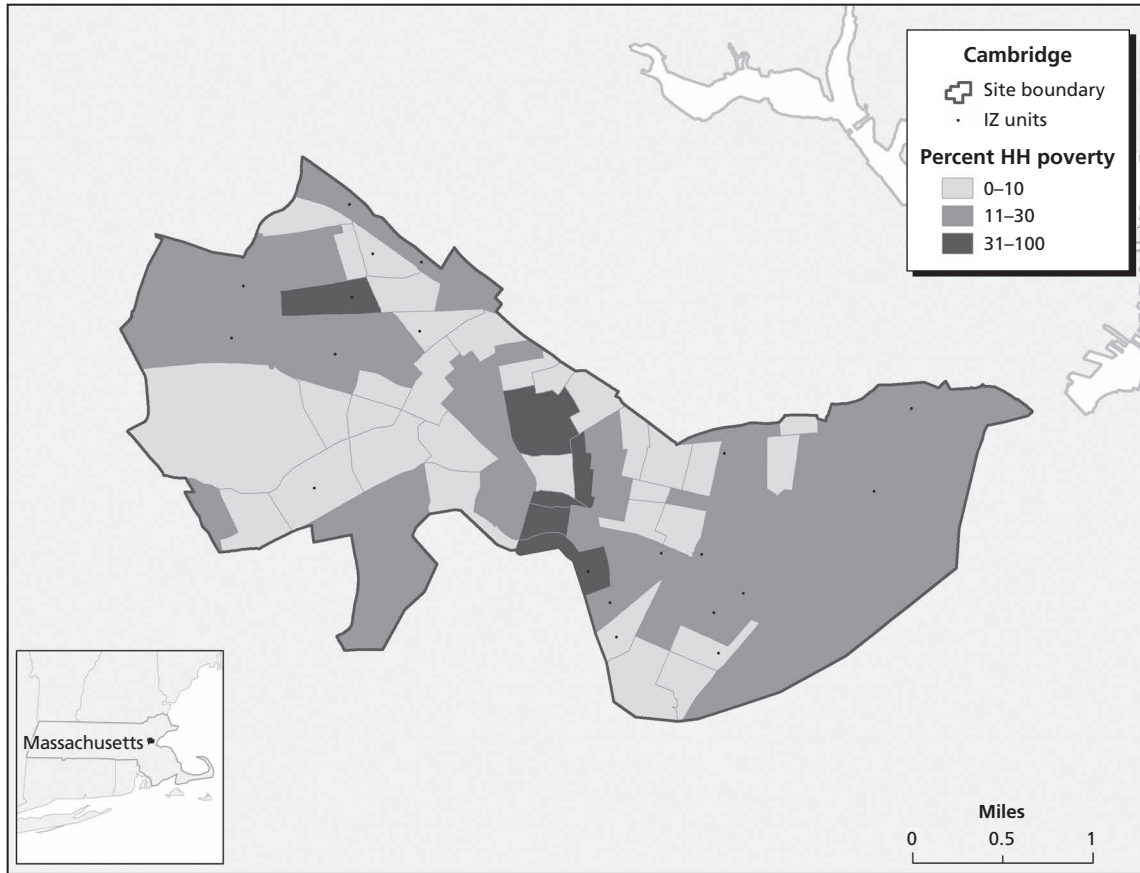 Cambridge
Site boundary
IZ units
Percent HH poverty
0–10
11–30
31–100
Massachusetts
Miles
0 0.5 1